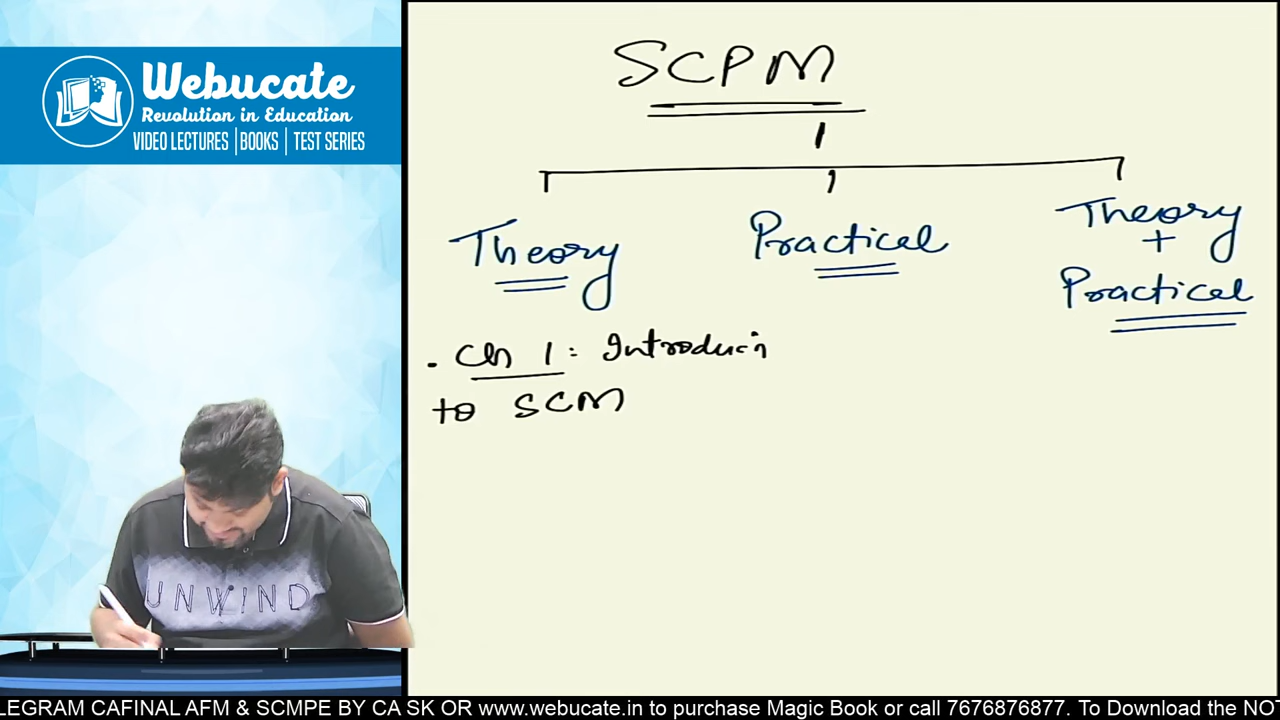 Webucate
Revolution in Education
VIDEO LECTURES | BOOKS | TEST SERIES
SCPM
Theory
Practical
Theory
+
Practical
. Ch 1 :
to SCM
UNWIND
LEGRAM CAFINAL AFM & SCMPE BY CA SK OR www.webucate.in to purchase Magic Book or call 7676876877. To Download the NO